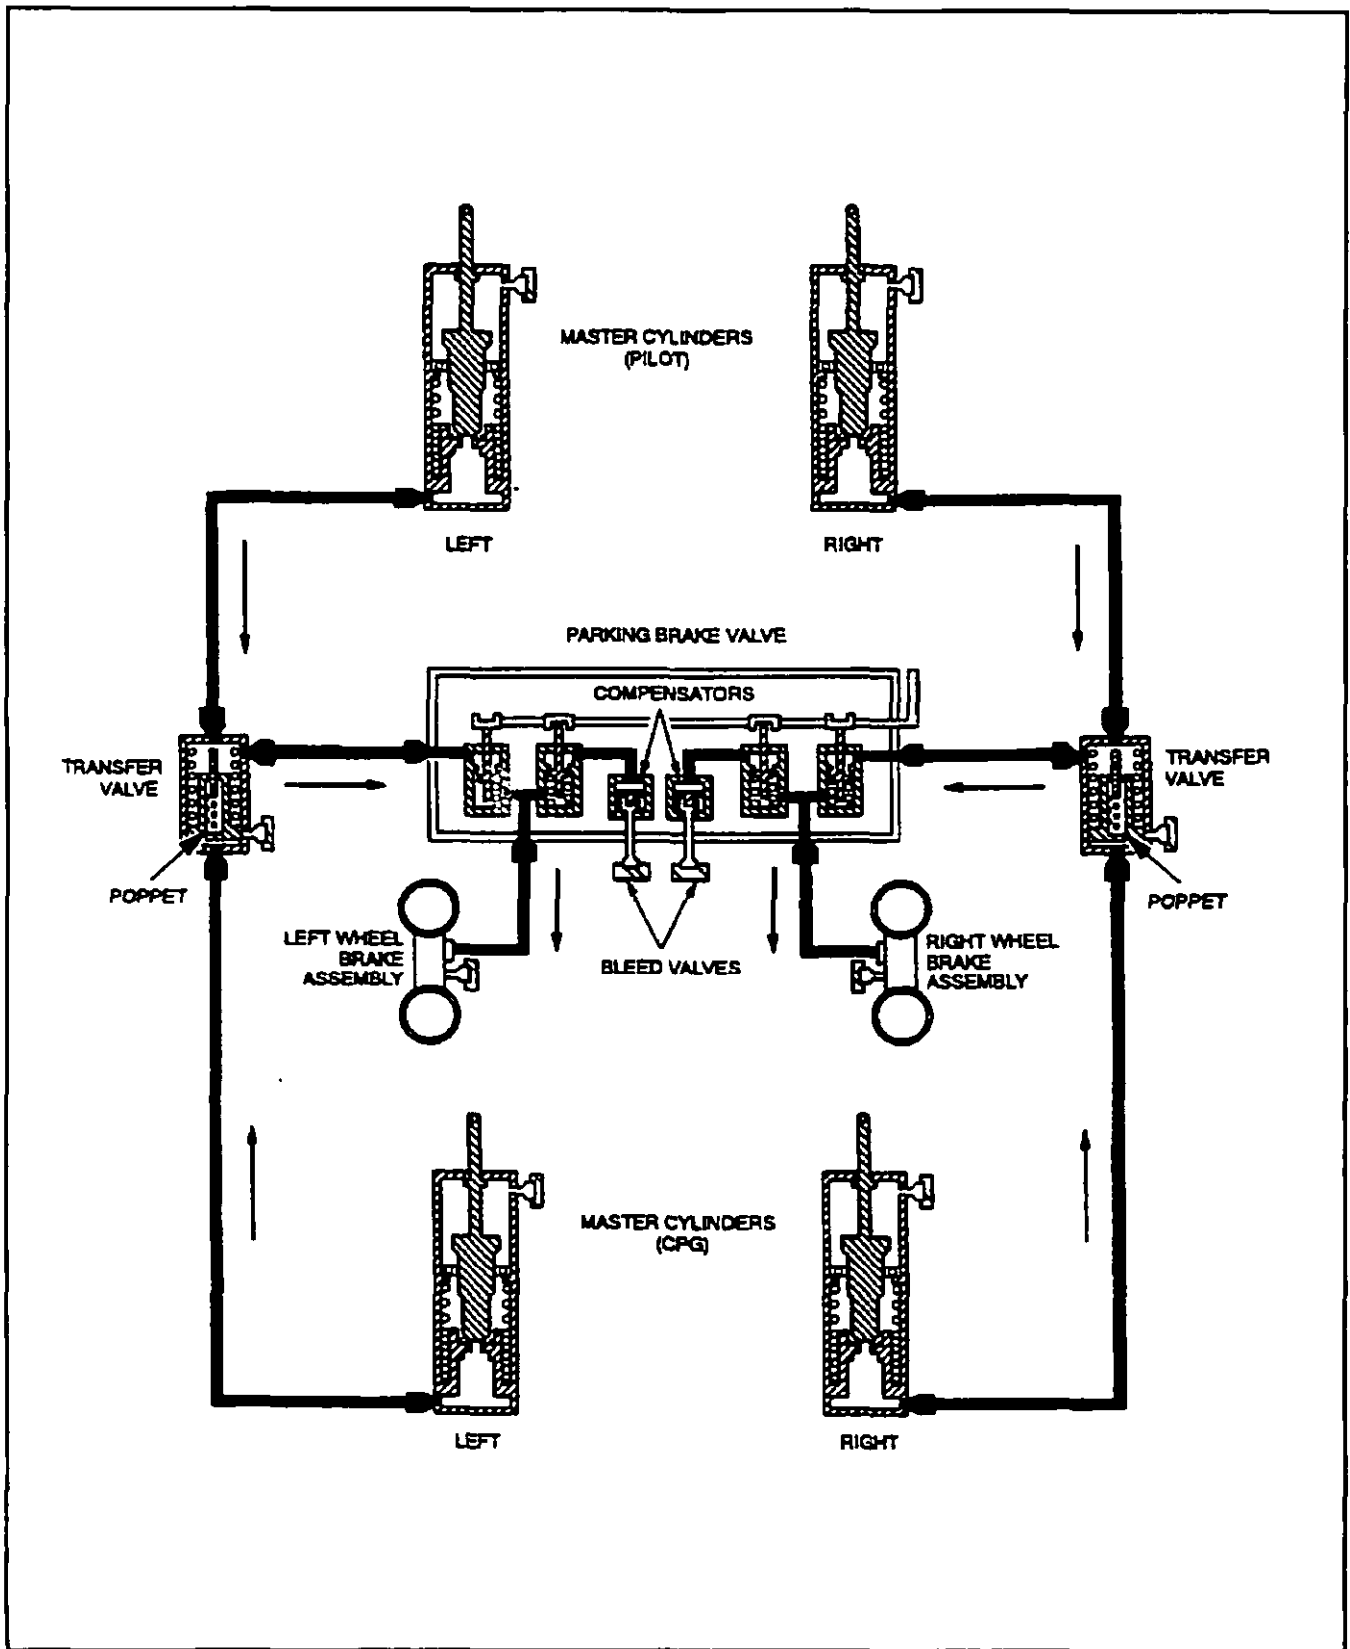 MASTER CYLINDERS
(PILOT)
LEFT
RIGHT
PARKING BRAKE VALVE
COMPENSATORS
TRANSFER
VALVE
TRANSFER
VALVE
POPPET
POPPET
LEFT WHEEL
BRAKE
ASSEMBLY
BLEED VALVES
RIGHT WHEEL
BRAKE
ASSEMBLY
MASTER CYLINDERS
(CPG)
LEFT
RIGHT